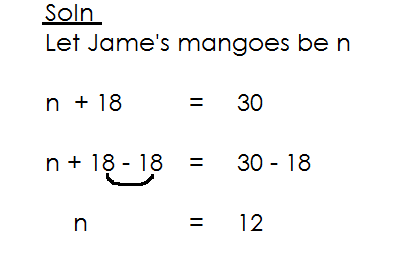 Soln
Let Jame's mangoes be n
n + 18 = 30
n + 18 - 18 = 30 - 18
n = 12